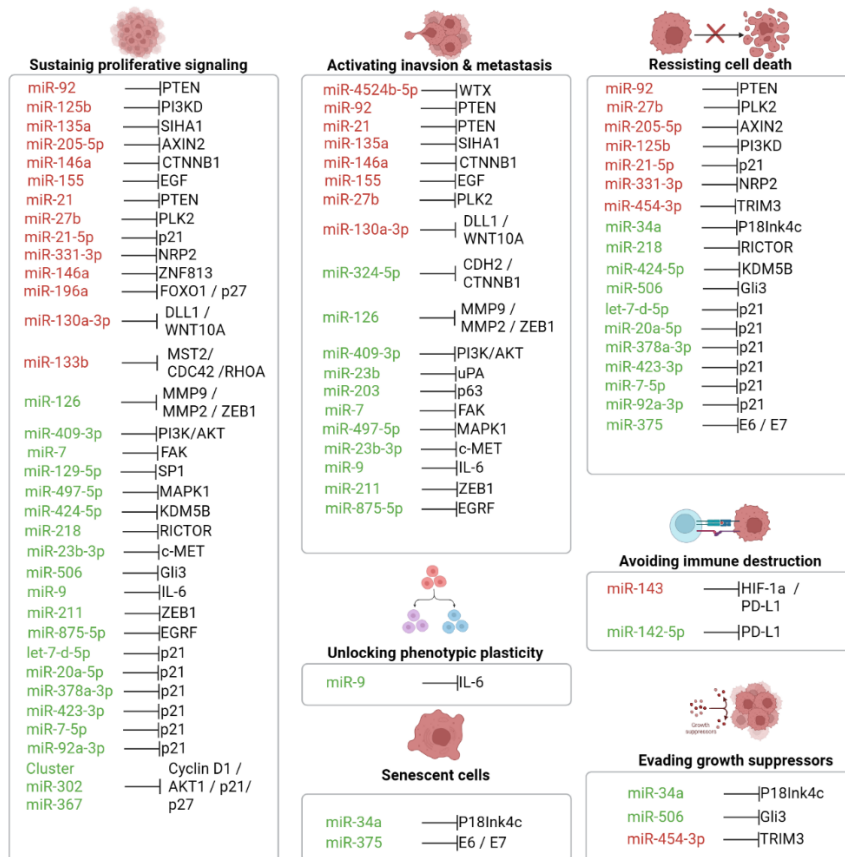 Sustainig proliferative signaling
miR-92 PTEN
miR-125b PI3KD
miR-135a SIHA1
miR-205-5p AXIN2
miR-146a CTNNB1
miR-155 EGF
miR-21 PTEN
miR-27b PLK2
miR-21-5p p21
miR-331-3p NRP2
miR-146a ZNF813
miR-196a FOXO1 / p27
miR-130a-3p DLL1 /
WNT10A
miR-133b MST2/
CDC42 /RHOA
miR-126 MMP9 /
MMP2 / ZEB1
miR-409-3p PI3K/AKT
miR-7 FAK
miR-129-5p SP1
miR-497-5p MAPK1
miR-424-5p KDM5B
miR-218 RICTOR
miR-23b-3p c-MET
miR-506 Gli3
miR-9 IL-6
miR-211 ZEB1
miR-875-5p EGRF
let-7-d-5p p21
miR-20a-5p p21
miR-378a-3p p21
miR-423-3p p21
miR-7-5p p21
miR-92a-3p p21
Cluster Cyclin D1 /
miR-302 AKT1 / p21/
miR-367 p27
Activating inavsion & metastasis
miR-4524b-5p WTX
miR-92 PTEN
miR-21 PTEN
miR-135a SIHA1
miR-146a CTNNB1
miR-155 EGF
miR-27b PLK2
miR-130a-3p DLL1 /
WNT10A
miR-324-5p CDH2 /
CTNNB1
miR-126 MMP9 /
MMP2 / ZEB1
miR-409-3p PI3K/AKT
miR-23b uPA
miR-203 p63
miR-7 FAK
miR-497-5p MAPK1
miR-23b-3p c-MET
miR-9 IL-6
miR-211 ZEB1
miR-875-5p EGRF
Unlocking phenotypic plasticity
miR-9 IL-6
Senescent cells
miR-34a P18Ink4c
miR-375 E6 / E7
Ressisting cell death
miR-92 PTEN
miR-27b PLK2
miR-205-5p AXIN2
miR-125b PI3KD
miR-21-5p p21
miR-331-3p NRP2
miR-454-3p TRIM3
miR-34a P18Ink4c
miR-218 RICTOR
miR-424-5p KDM5B
miR-506 Gli3
let-7-d-5p p21
miR-20a-5p p21
miR-378a-3p p21
miR-423-3p p21
miR-7-5p p21
miR-92a-3p p21
miR-375 E6 / E7
Avoiding immune destruction
miR-143 HIF-1a /
PD-L1
miR-142-5p PD-L1
Growth
suppressors
Evading growth suppressors
miR-34a P18Ink4c
miR-506 Gli3
miR-454-3p TRIM3